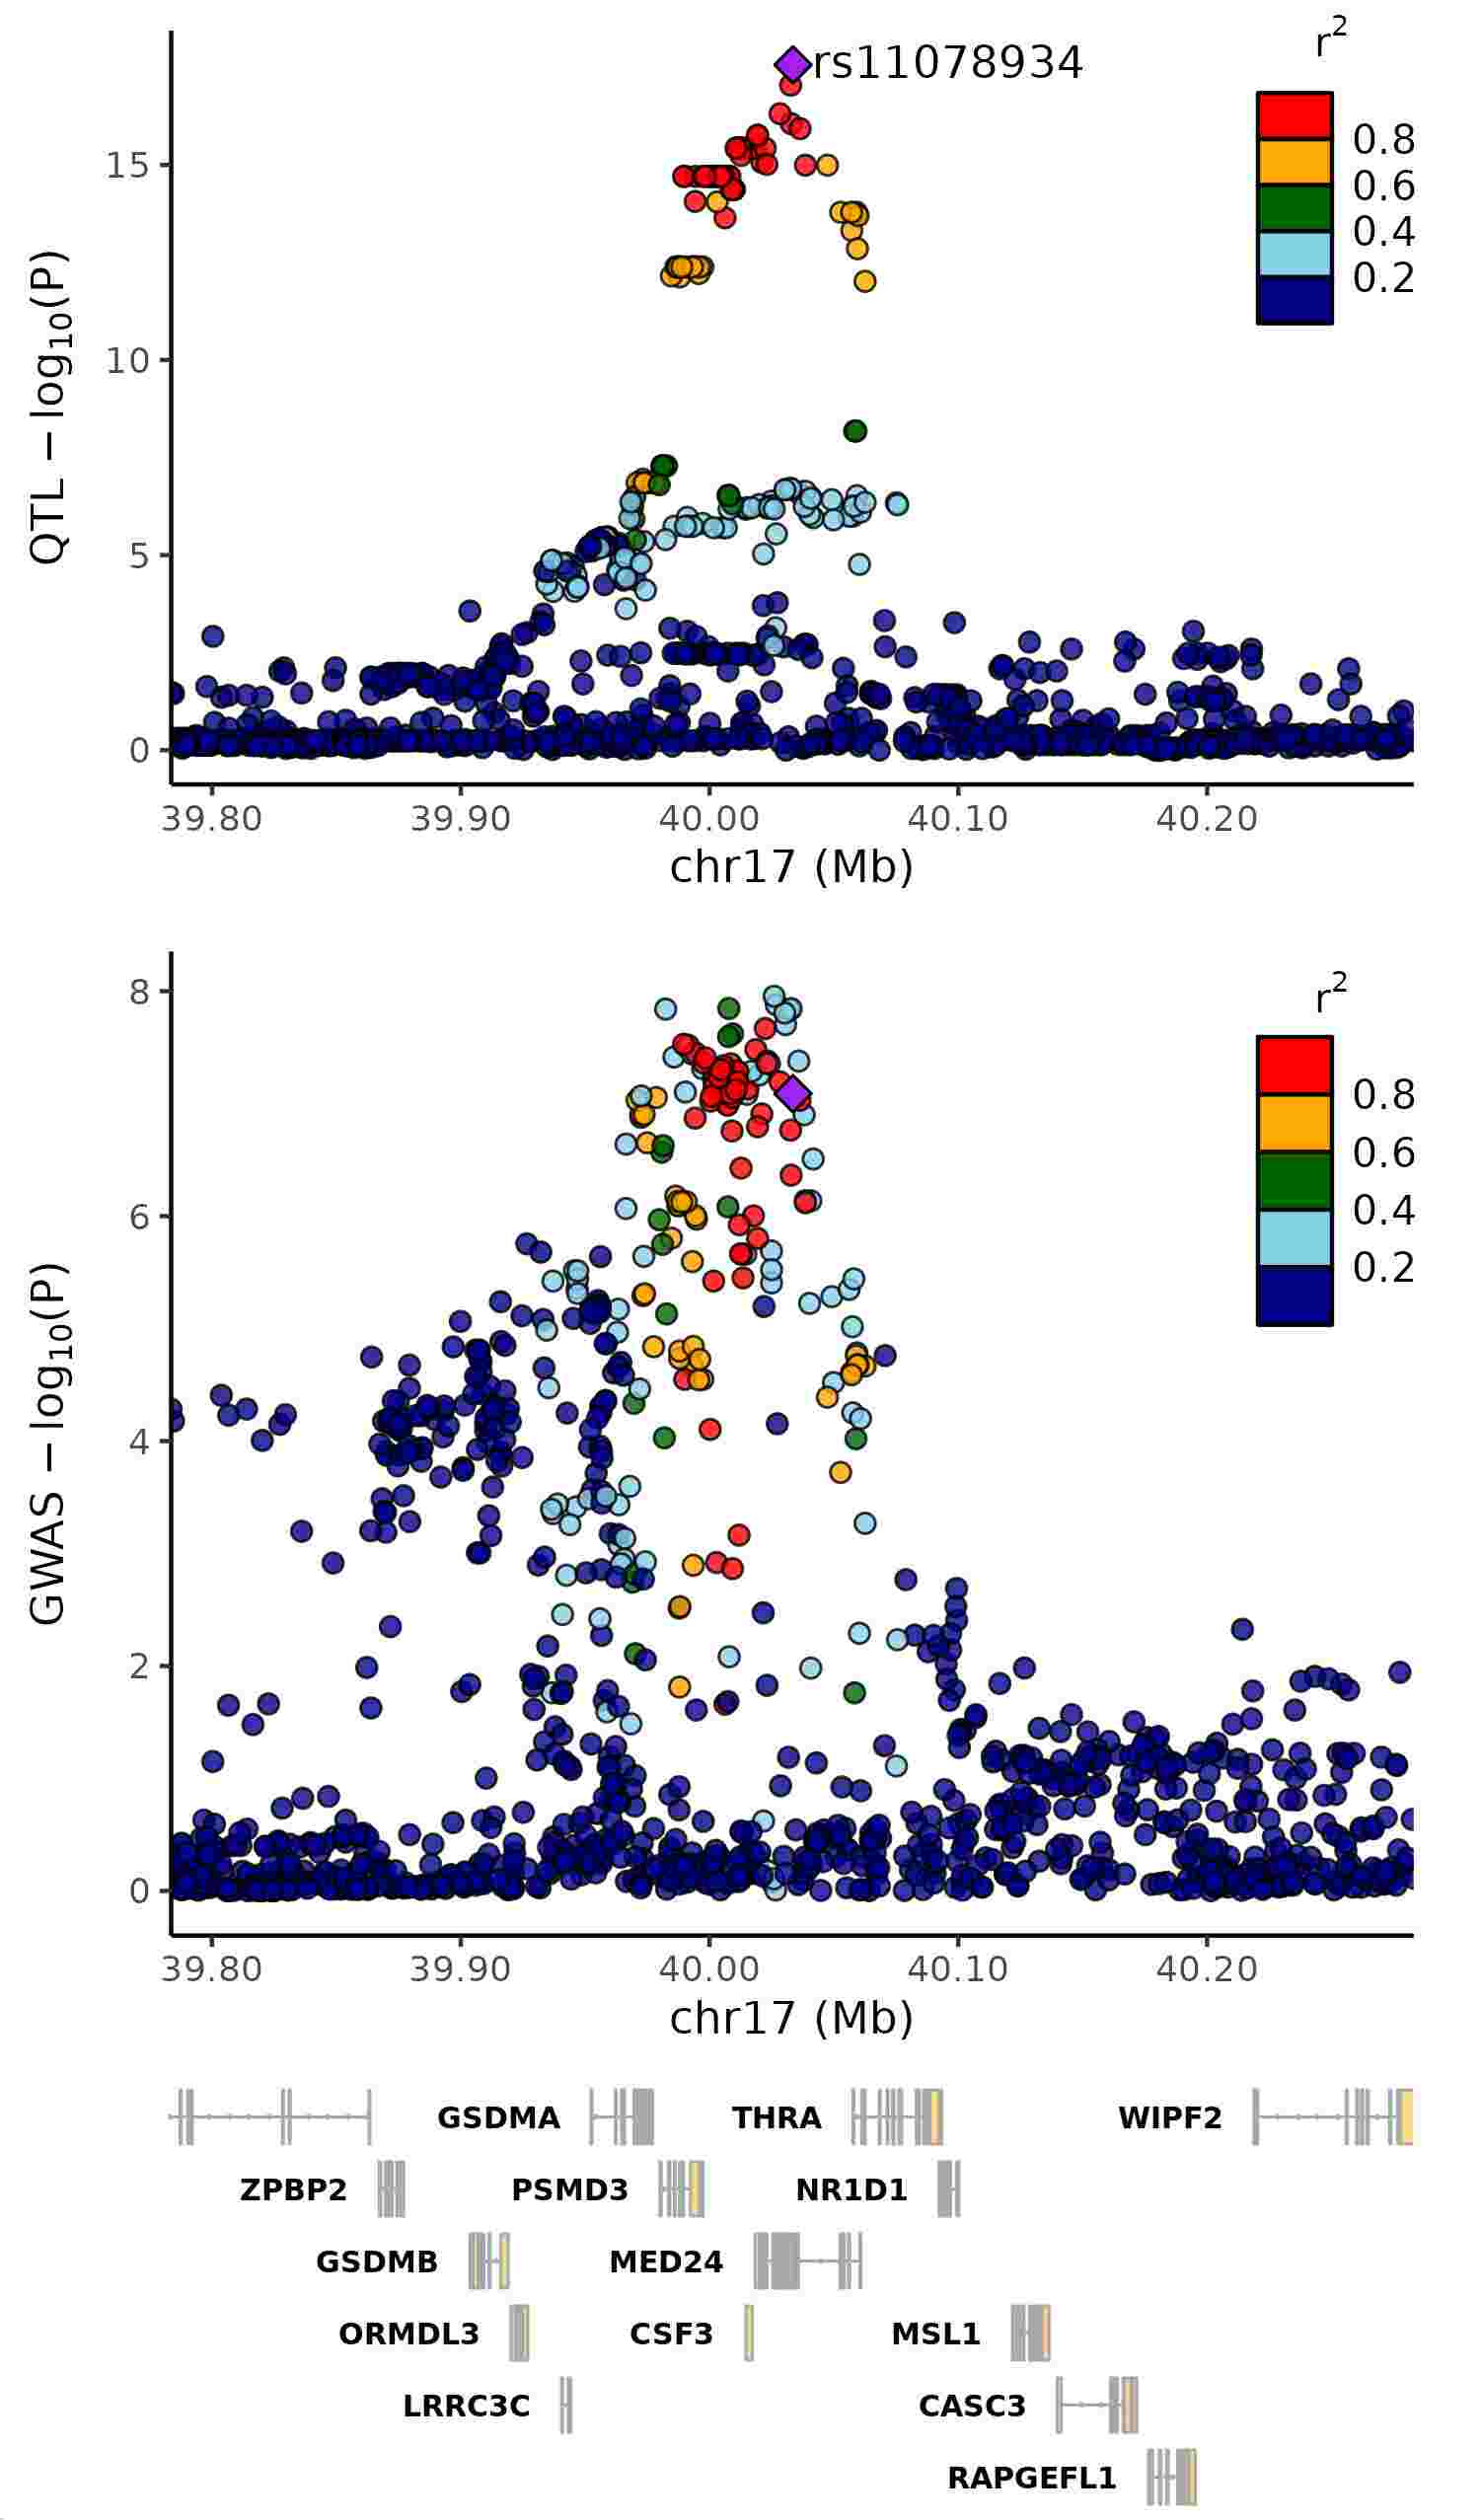 rs11078934
r2
0.8
0.6
0.4
0.2
15
10
5
0
QTL − log10(P)
39.80 39.90 40.00 40.10 40.20
chr17 (Mb)
r2
0.8
0.6
0.4
0.2
8
6
4
2
0
GWAS − log10(P)
39.80 39.90 40.00 40.10 40.20
chr17 (Mb)
GSDMA THRA WIPF2
ZPBP2 PSMD3 NR1D1
GSDMB MED24
ORMDL3 CSF3 MSL1
LRRC3C CASC3
RAPGEFL1